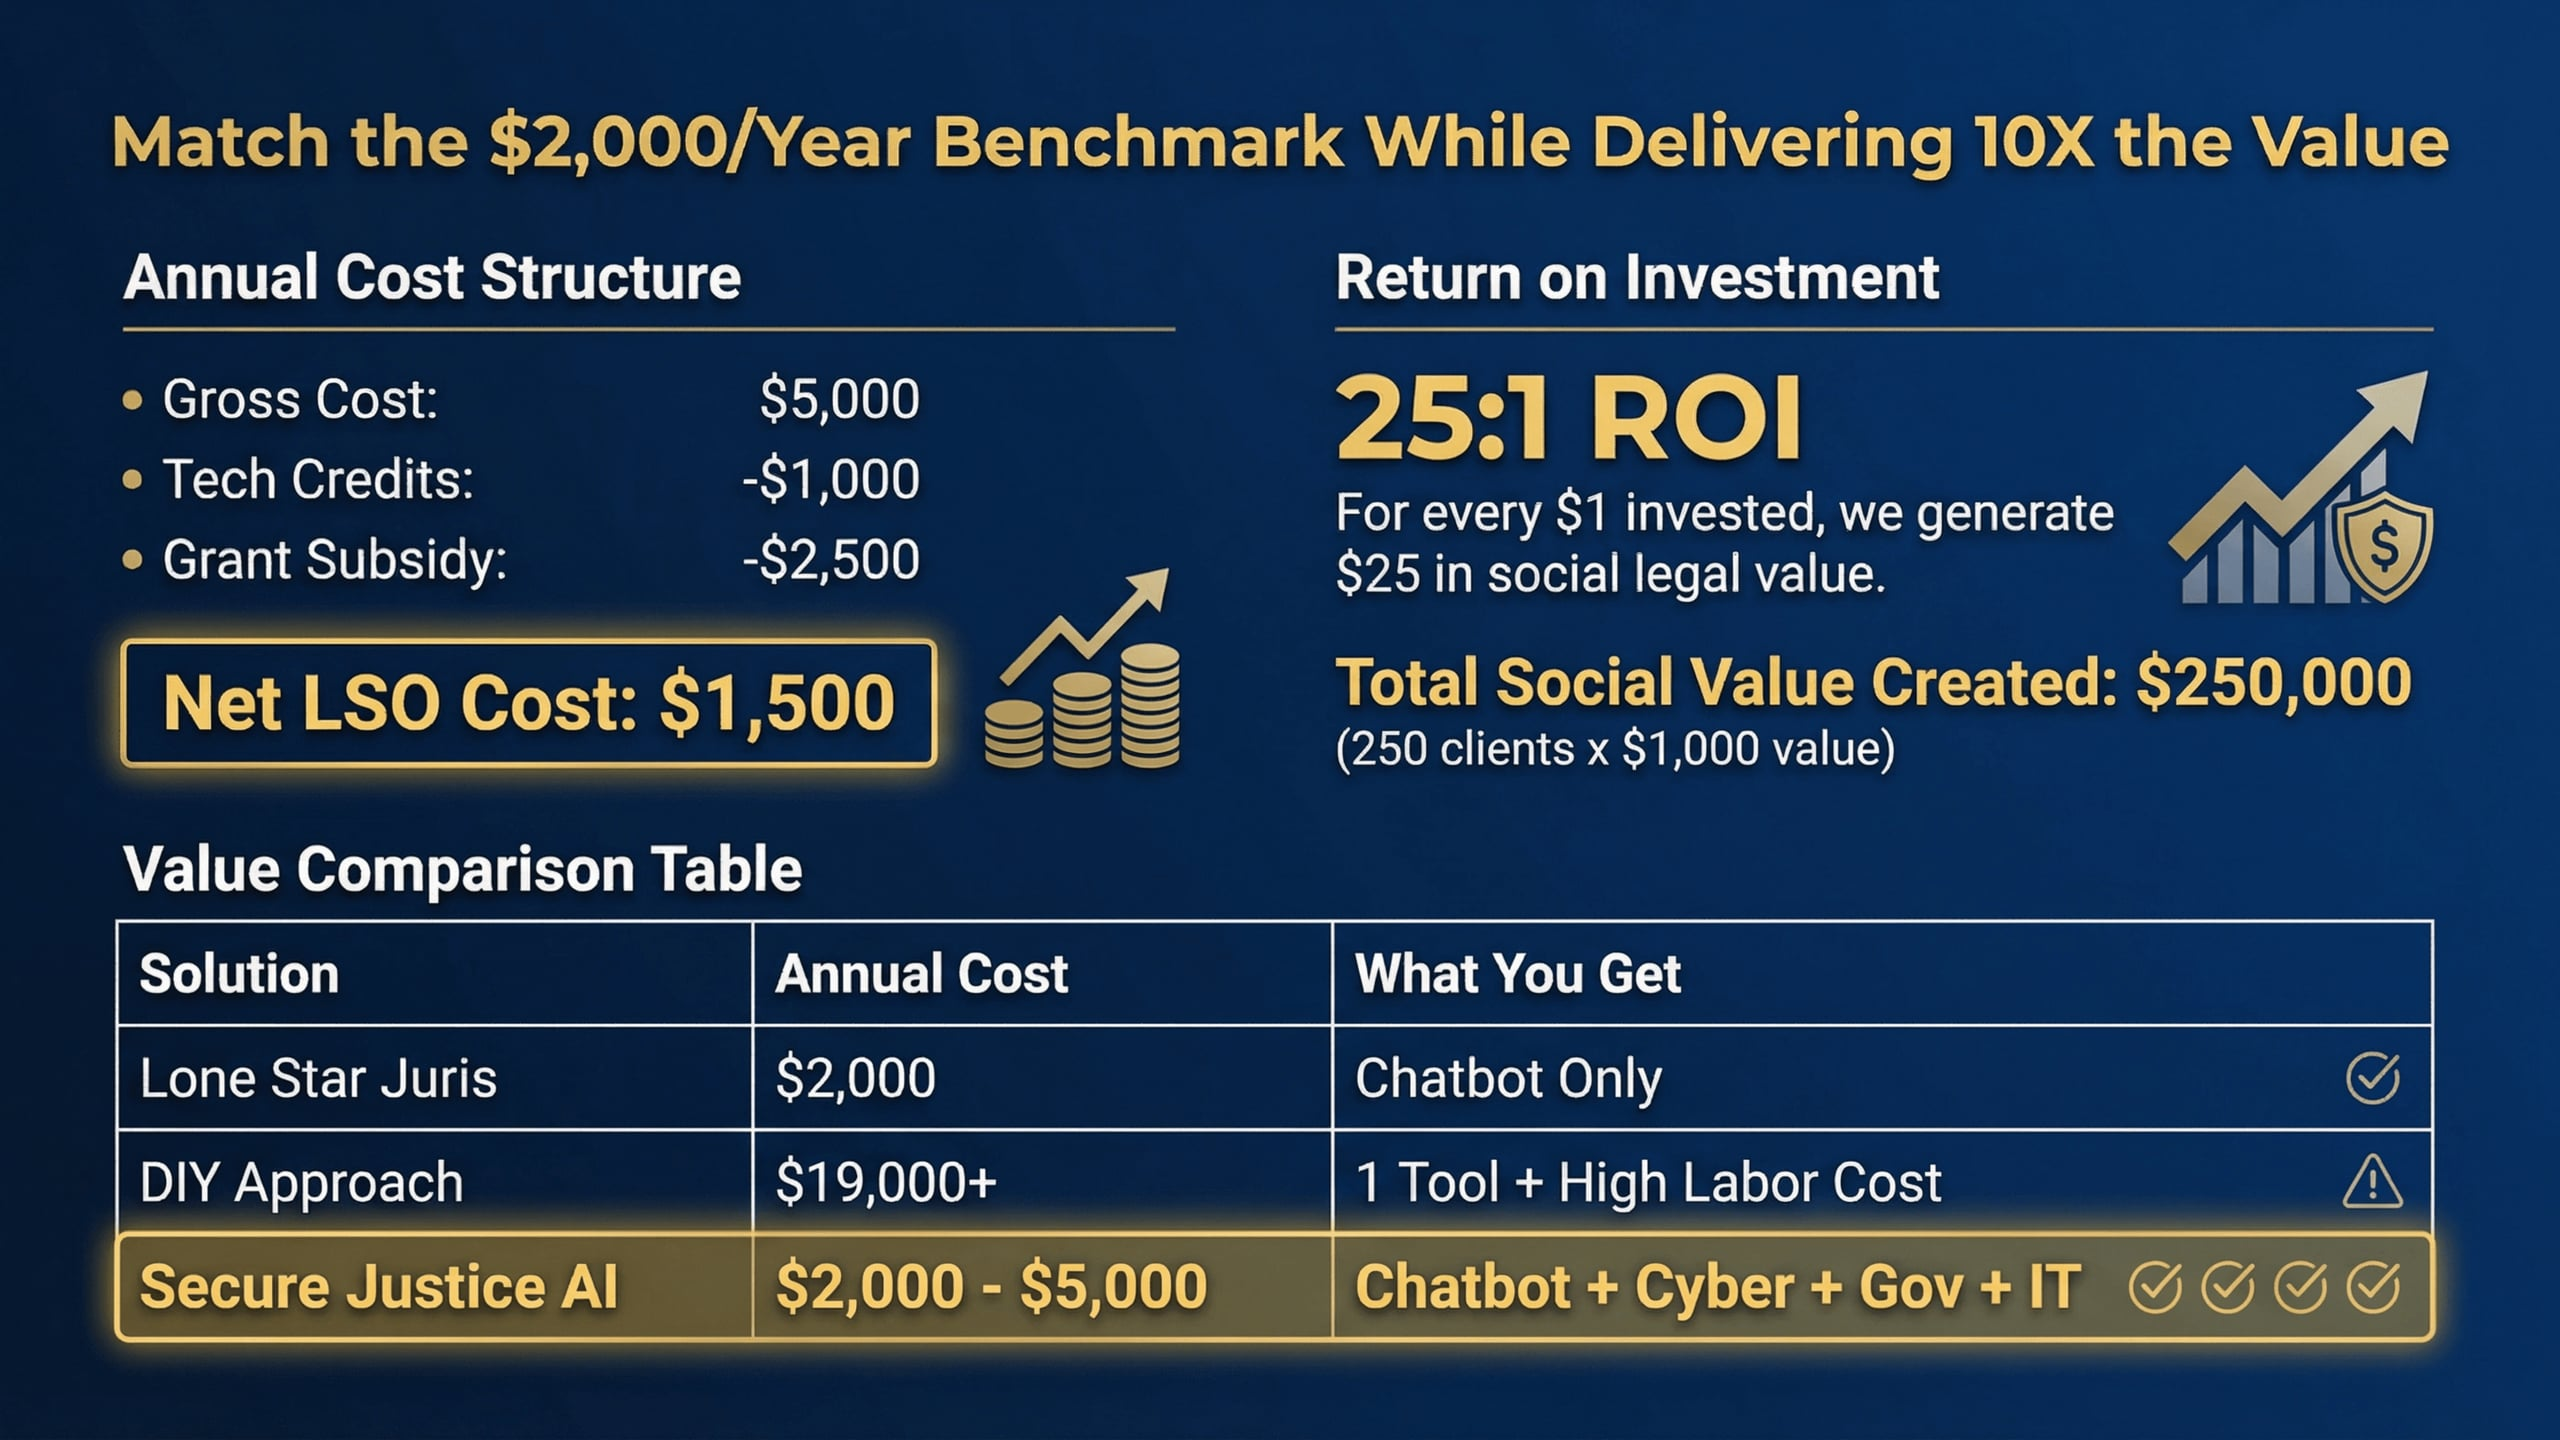 Match the $2,000/Year Benchmark While Delivering 10X the Value
Annual Cost Structure
• Gross Cost: $5,000
• Tech Credits: -$1,000
• Grant Subsidy: -$2,500
Net LSO Cost: $1,500
Return on Investment
25:1 ROI
For every $1 invested, we generate
$25 in social legal value.
$
Total Social Value Created: $250,000
(250 clients x $1,000 value)
Value Comparison Table
Solution Annual Cost What You Get
Lone Star Juris $2,000 Chatbot Only
DIY Approach $19,000+ 1 Tool + High Labor Cost
Secure Justice AI $2,000 - $5,000 Chatbot + Cyber + Gov + IT